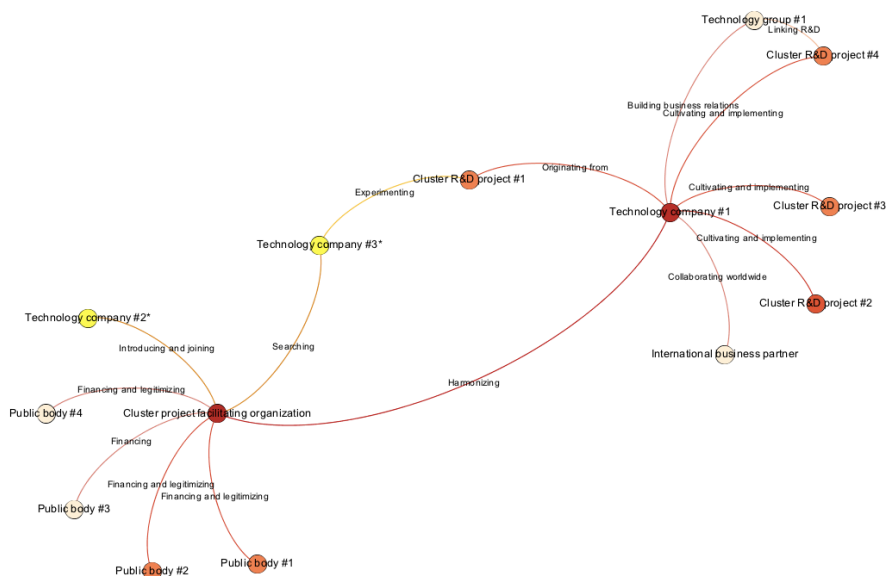 Technology group #1
Linking R&D
Cluster R&D project #4
Building business relations
Cultivating and implementing
Originating from
Cluster R&D project #1
Experimenting
Cultivating and implementing
Cluster R&D project #3
Technology company #1
Technology company #3*
Cultivating and implementing
Collaborating worldwide
Cluster R&D project #2
Technology company #2*
Introducing and joining
Searching
International business partner
Harmonizing
Financing and legitimizing
Public body #4
Cluster project facilitating organization
Financing
Financing and legitimizing
Financing and legitimizing
Public body #3
Public body #2
Public body #1